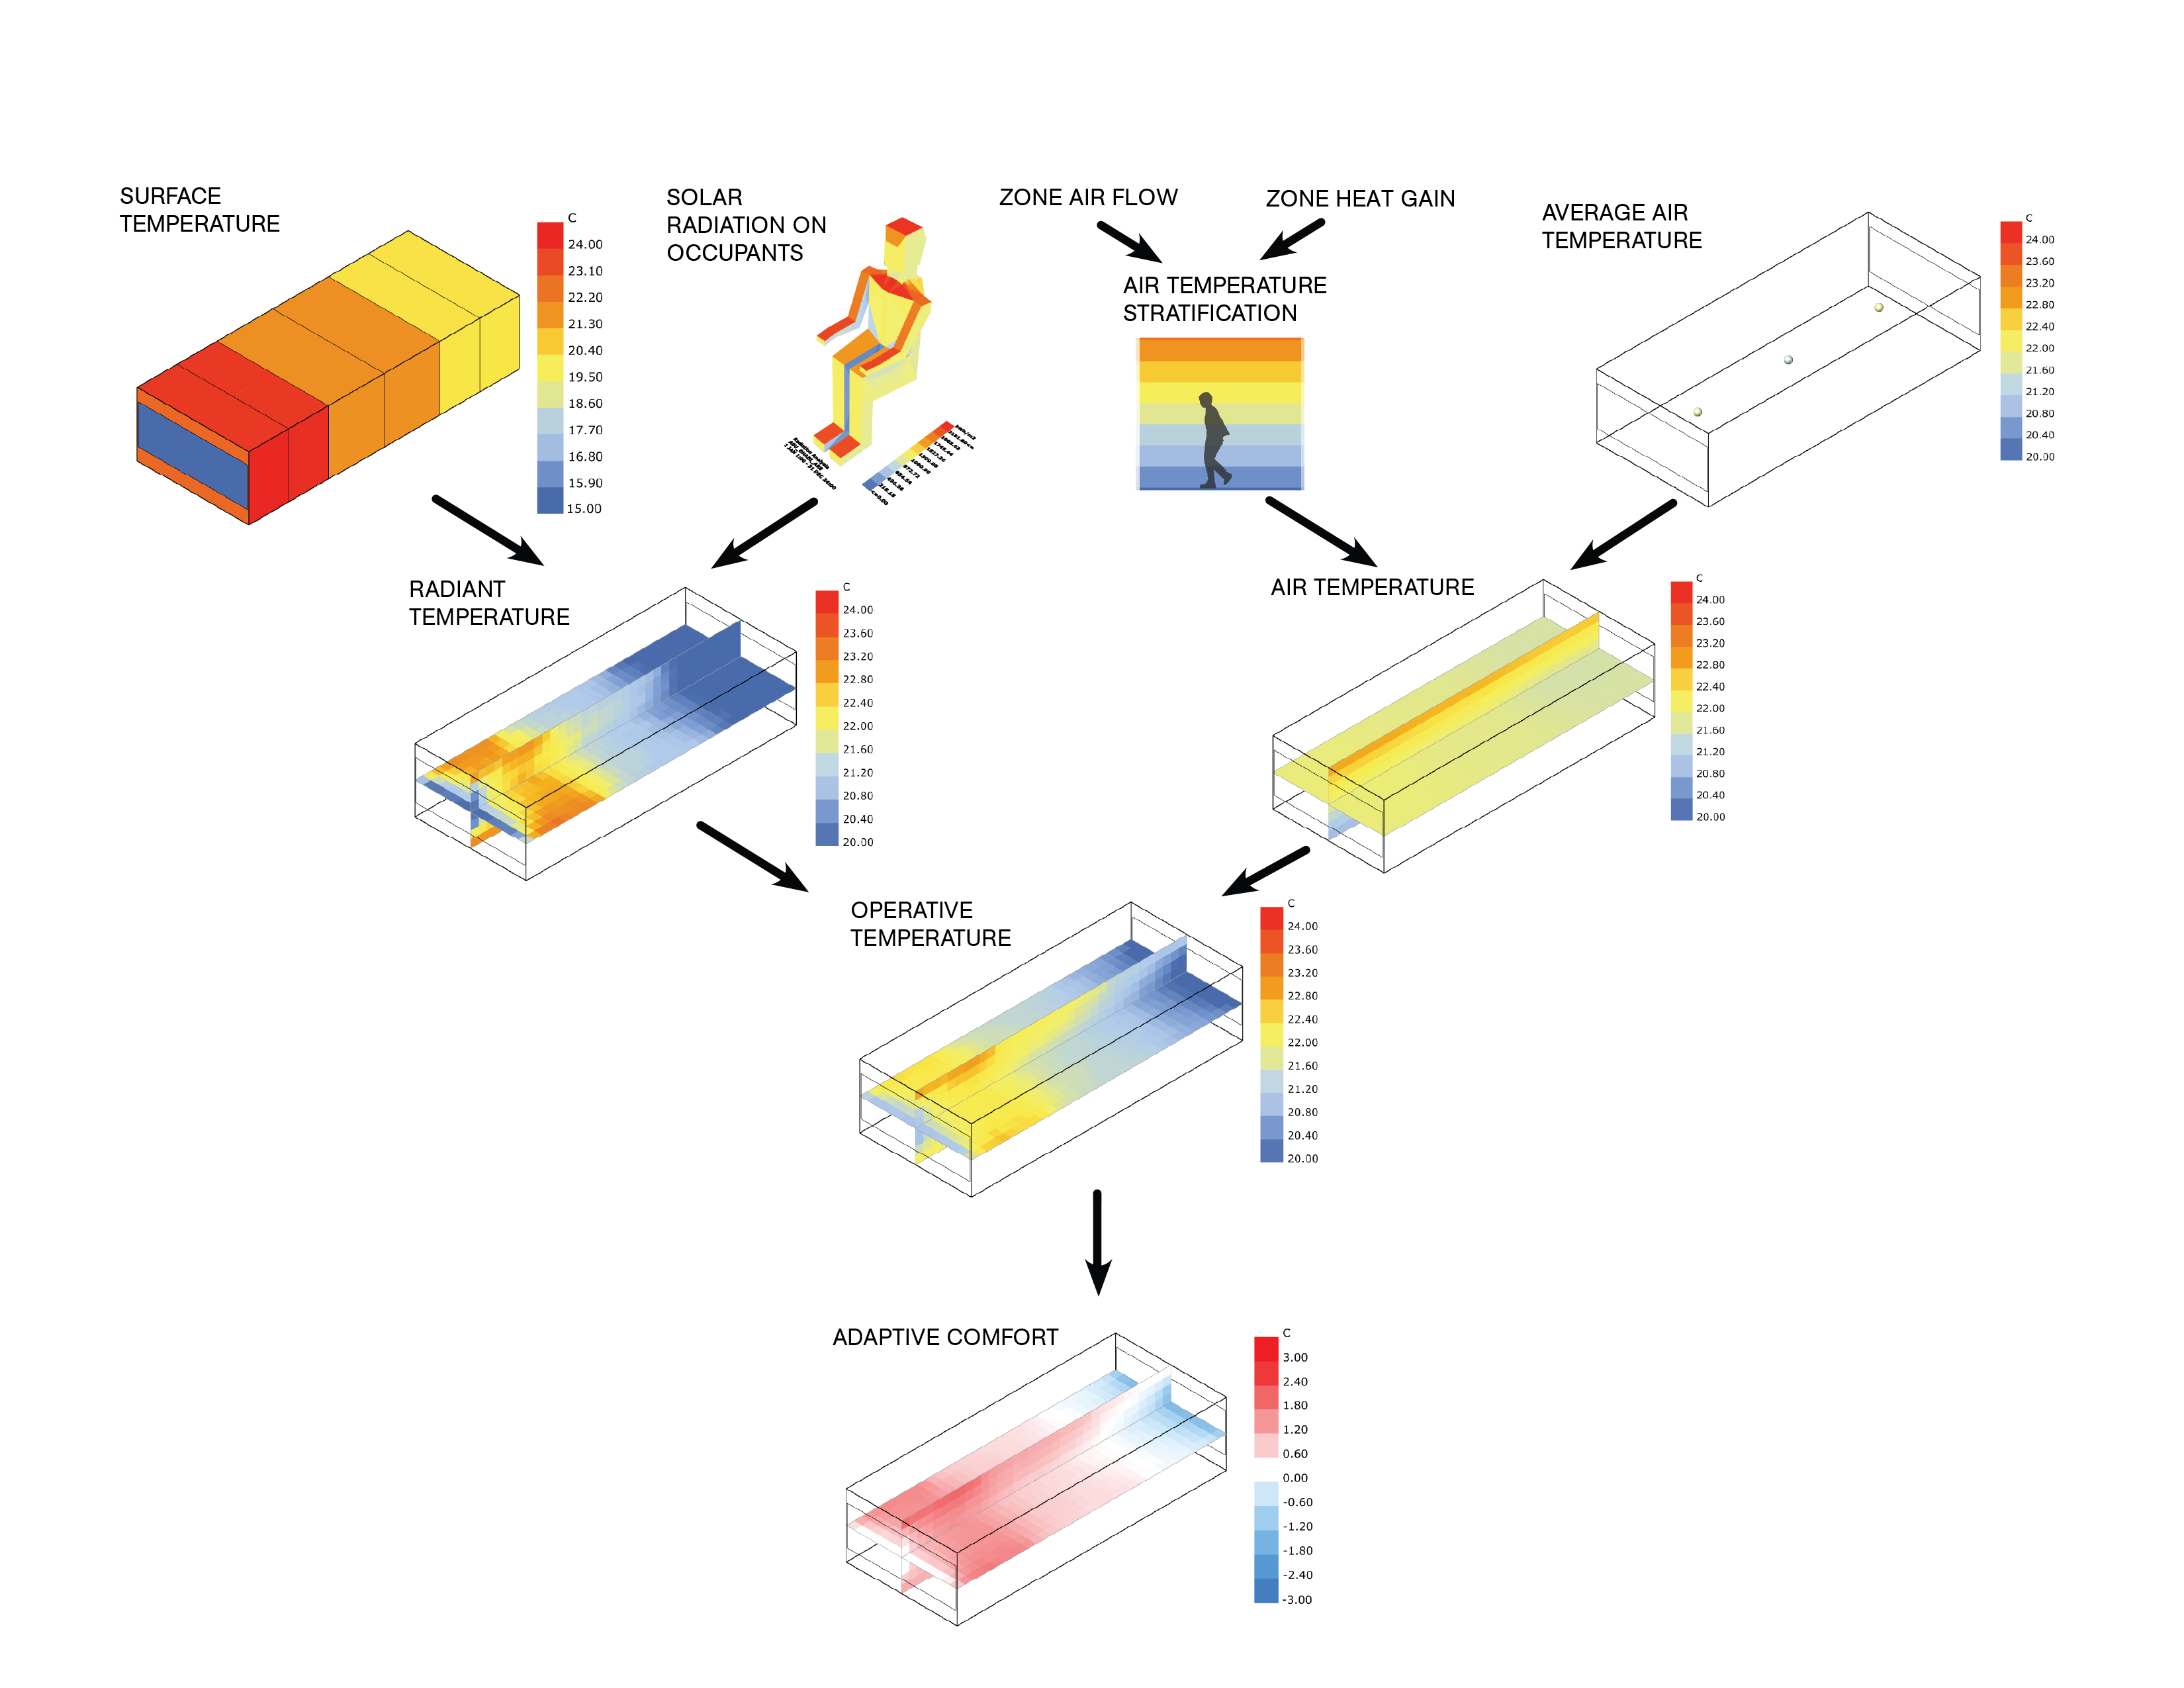 SURFACE
TEMPERATURE
C
24.00
23.10
22.20
21.30
20.40
19.50
18.60
17.70
16.80
15.90
15.00
SOLAR
RADIATION ON
OCCUPANTS
Radiation Analysis
kWh/m2
ZONE AIR FLOW
ZONE HEAT GAIN
AIR TEMPERATURE
STRATIFICATION
AVERAGE AIR
TEMPERATURE
C
24.00
23.60
23.20
22.80
22.40
22.00
21.60
21.20
20.80
20.40
20.00
RADIANT
TEMPERATURE
C
24.00
23.60
23.20
22.80
22.40
22.00
21.60
21.20
20.80
20.40
20.00
AIR TEMPERATURE
C
24.00
23.60
23.20
22.80
22.40
22.00
21.60
21.20
20.80
20.40
20.00
OPERATIVE
TEMPERATURE
C
24.00
23.60
23.20
22.80
22.40
22.00
21.60
21.20
20.80
20.40
20.00
ADAPTIVE COMFORT
C
3.00
2.40
1.80
1.20
0.60
0.00
-0.60
-1.20
-1.80
-2.40
-3.00